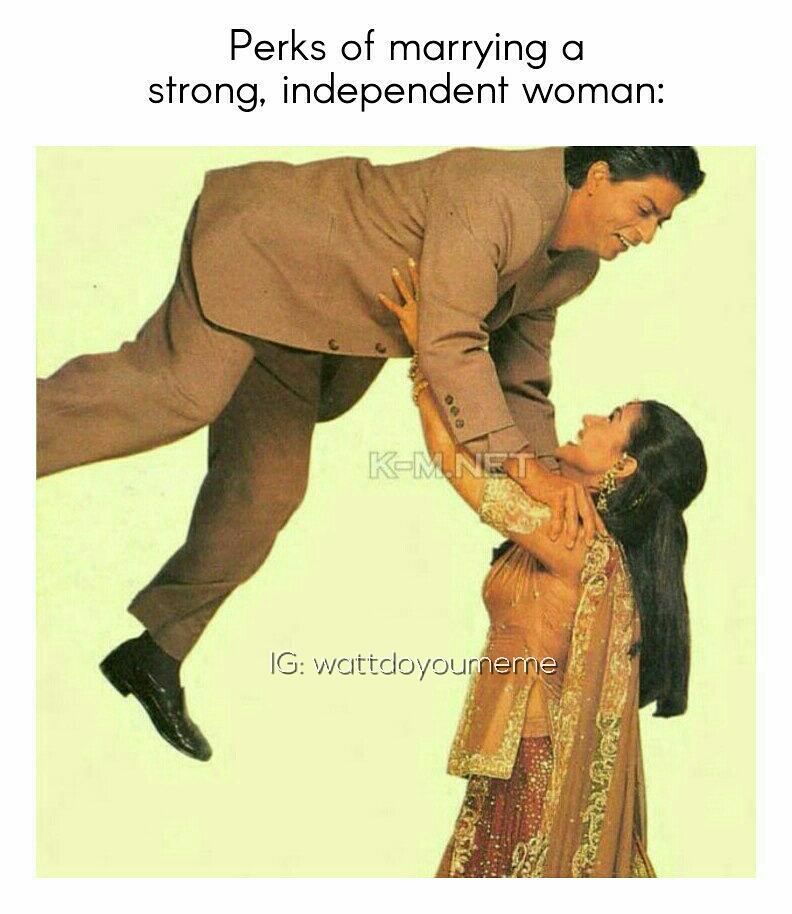 Perks of marrying a
strong, independent woman:
K-M.NET
IG: wattdoyoumeme